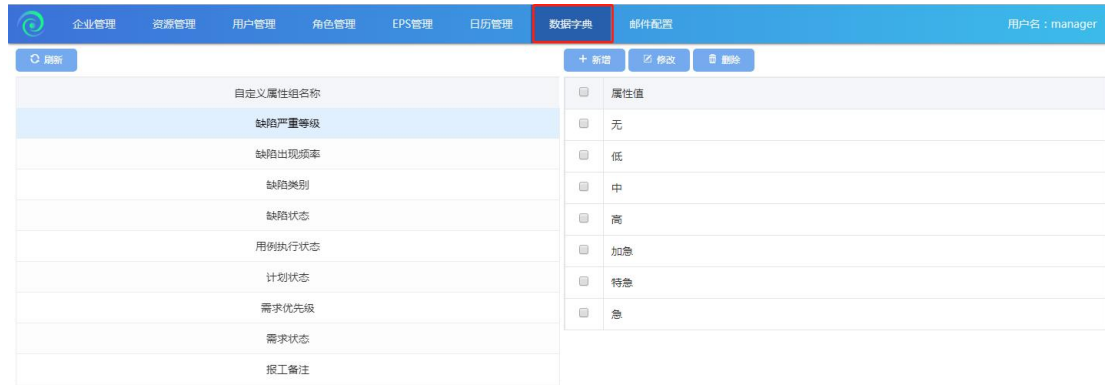 企业管理 资源管理 用户管理 角色管理 EPS管理 日历管理 数据字典 邮件配置 用户名：manager
刷新
新增 修改 删除
自定义属性组名称
缺陷严重等级
缺陷出现频率
缺陷类别
缺陷状态
用例执行状态
计划状态
需求优先级
需求状态
报工备注
属性值
无
低
中
高
加急
特急
急